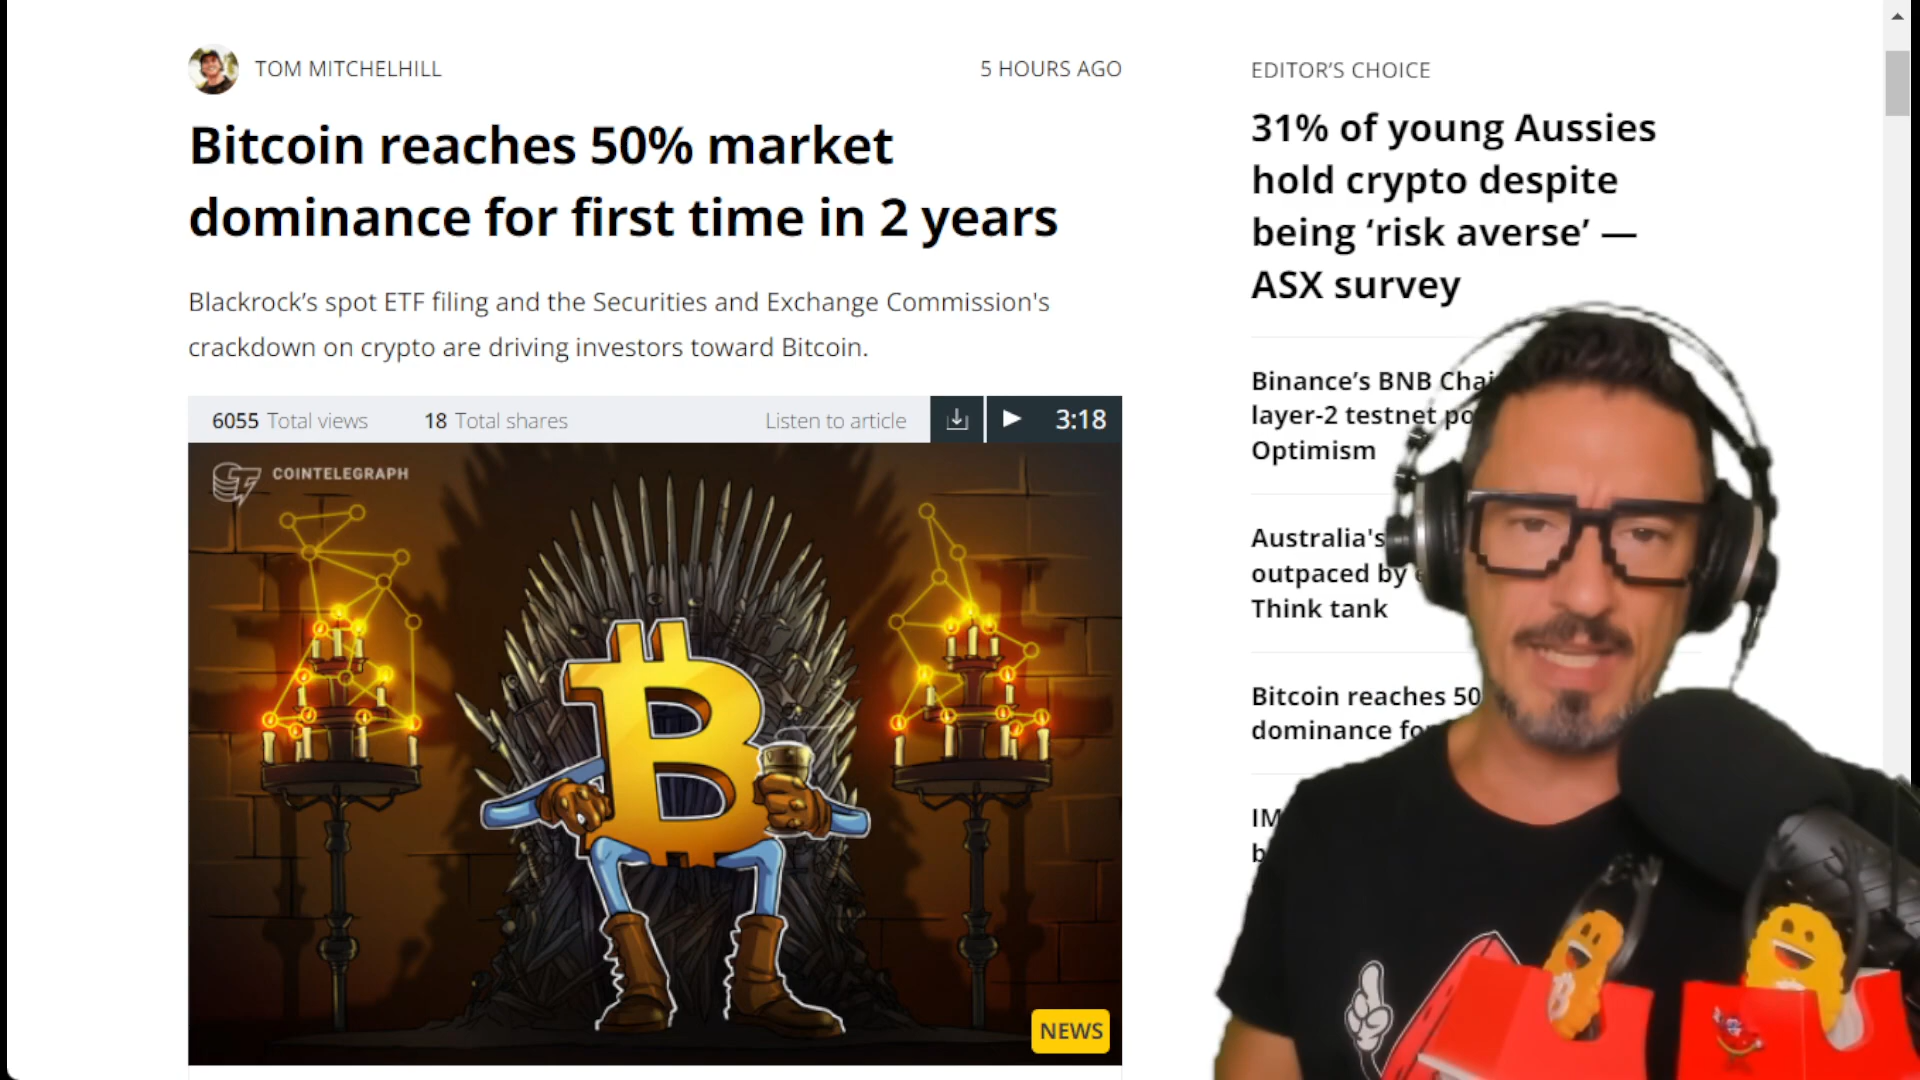 TOM MITCHELHILL
5 HOURS AGO
Bitcoin reaches 50% market
dominance for first time in 2 years
Blackrock’s spot ETF filing and the Securities and Exchange Commission's
crackdown on crypto are driving investors toward Bitcoin.
6055 Total views 18 Total shares Listen to article 3:18
COINTELEGRAPH
NEWS
EDITOR’S CHOICE
31% of young Aussies
hold crypto despite
being ‘risk averse’ —
ASX survey
Binance’s BNB
layer-2 testnet
Optimism
Australia's
outpaced by
Think tank
Bitcoin reaches 50
dominance